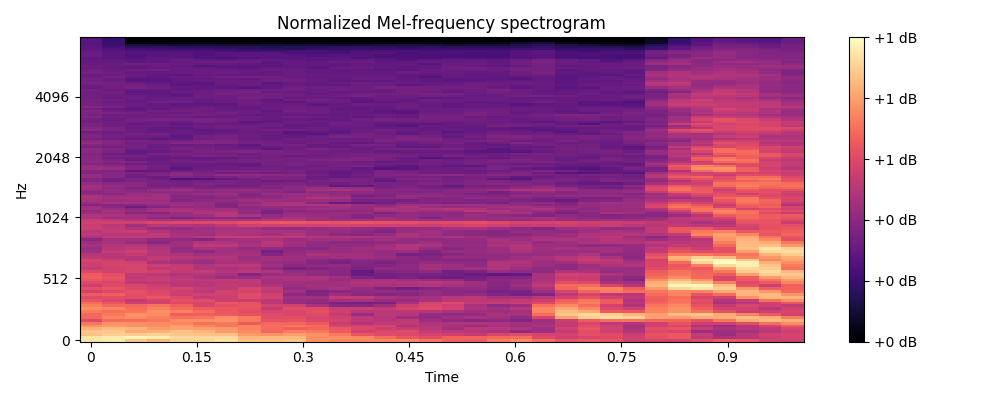 Normalized Mel-frequency spectrogram
Hz
4096
2048
1024
512
0
0 0.15 0.3 0.45 0.6 0.75 0.9
Time
+1 dB
+1 dB
+1 dB
+0 dB
+0 dB
+0 dB